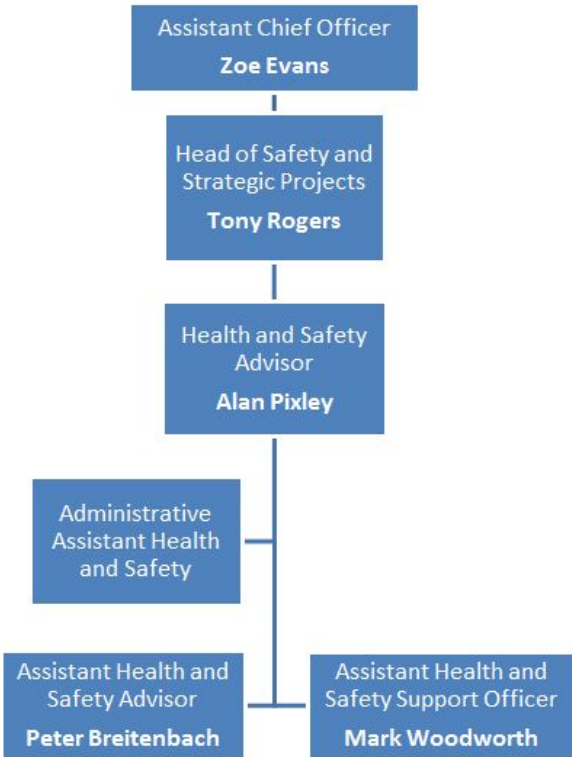 Assistant Chief Officer
Zoe Evans
Head of Safety and
Strategic Projects
Tony Rogers
Health and Safety
Advisor
Alan Pixley
Administrative
Assistant Health
and Safety
Assistant Health and
Safety Advisor
Peter Breitenbach
Assistant Health and
Safety Support Officer
Mark Woodworth